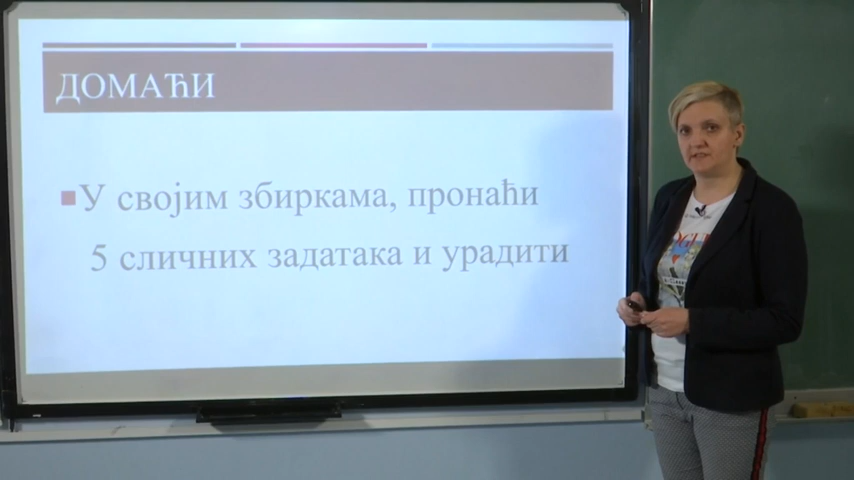 ДОМАЋИ
У својим збиркама, пронаћи
5 сличних задатака и урадити